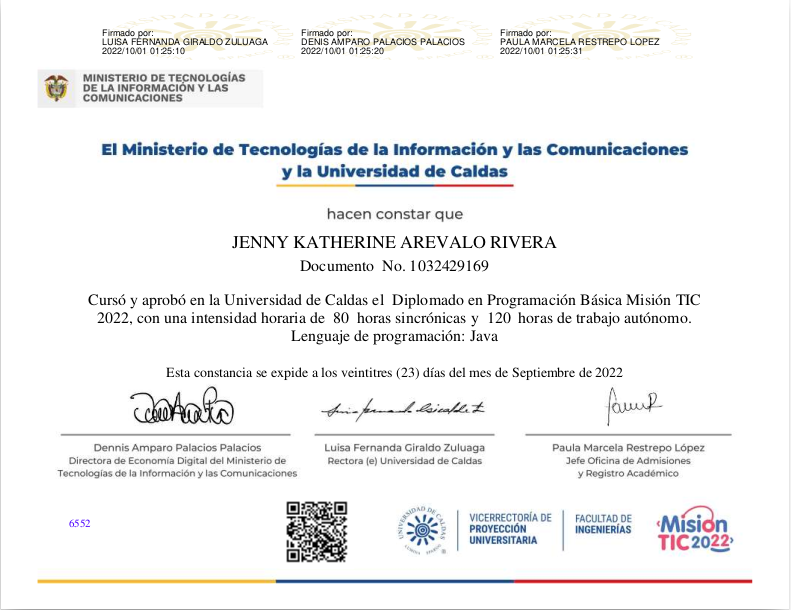 Firmado por:
LUISA FERNANDA GIRALDO ZULUAGA
2022/10/01 01:25:10
Firmado por:
DENIS AMPARO PALACIOS PALACIOS
2022/10/01 01:25:20
Firmado por:
PAULA MARCELA RESTREPO LOPEZ
2022/10/01 01:25:31
MINISTERIO DE TECNOLOGÍAS
DE LA INFORMACIÓN Y LAS
COMUNICACIONES
El Ministerio de Tecnologías de la Información y las Comunicaciones
y la Universidad de Caldas
hacen constar que
JENNY KATHERINE AREVALO RIVERA
Documento No. 1032429169
Cursó y aprobó en la Universidad de Caldas el Diplomado en Programación Básica Misión TIC
2022, con una intensidad horaria de 80 horas sincrónicas y 120 horas de trabajo autónomo.
Lenguaje de programación: Java
Esta constancia se expide a los veintitres (23) días del mes de Septiembre de 2022
Dennis Amparo Palacios Palacios
Directora de Economía Digital del Ministerio de
Tecnologías de la Información y las Comunicaciones
Luisa Fernanda Giraldo Zuluaga
Rectora (e) Universidad de Caldas
Paula Marcela Restrepo López
Jefe Oficina de Admisiones
y Registro Académico
6552
UNIVERSIDAD DE CALDAS
VICERRECTORÍA DE
PROYECCIÓN
UNIVERSITARIA
FACULTAD DE
INGENIERÍAS
Misión
TIC2022